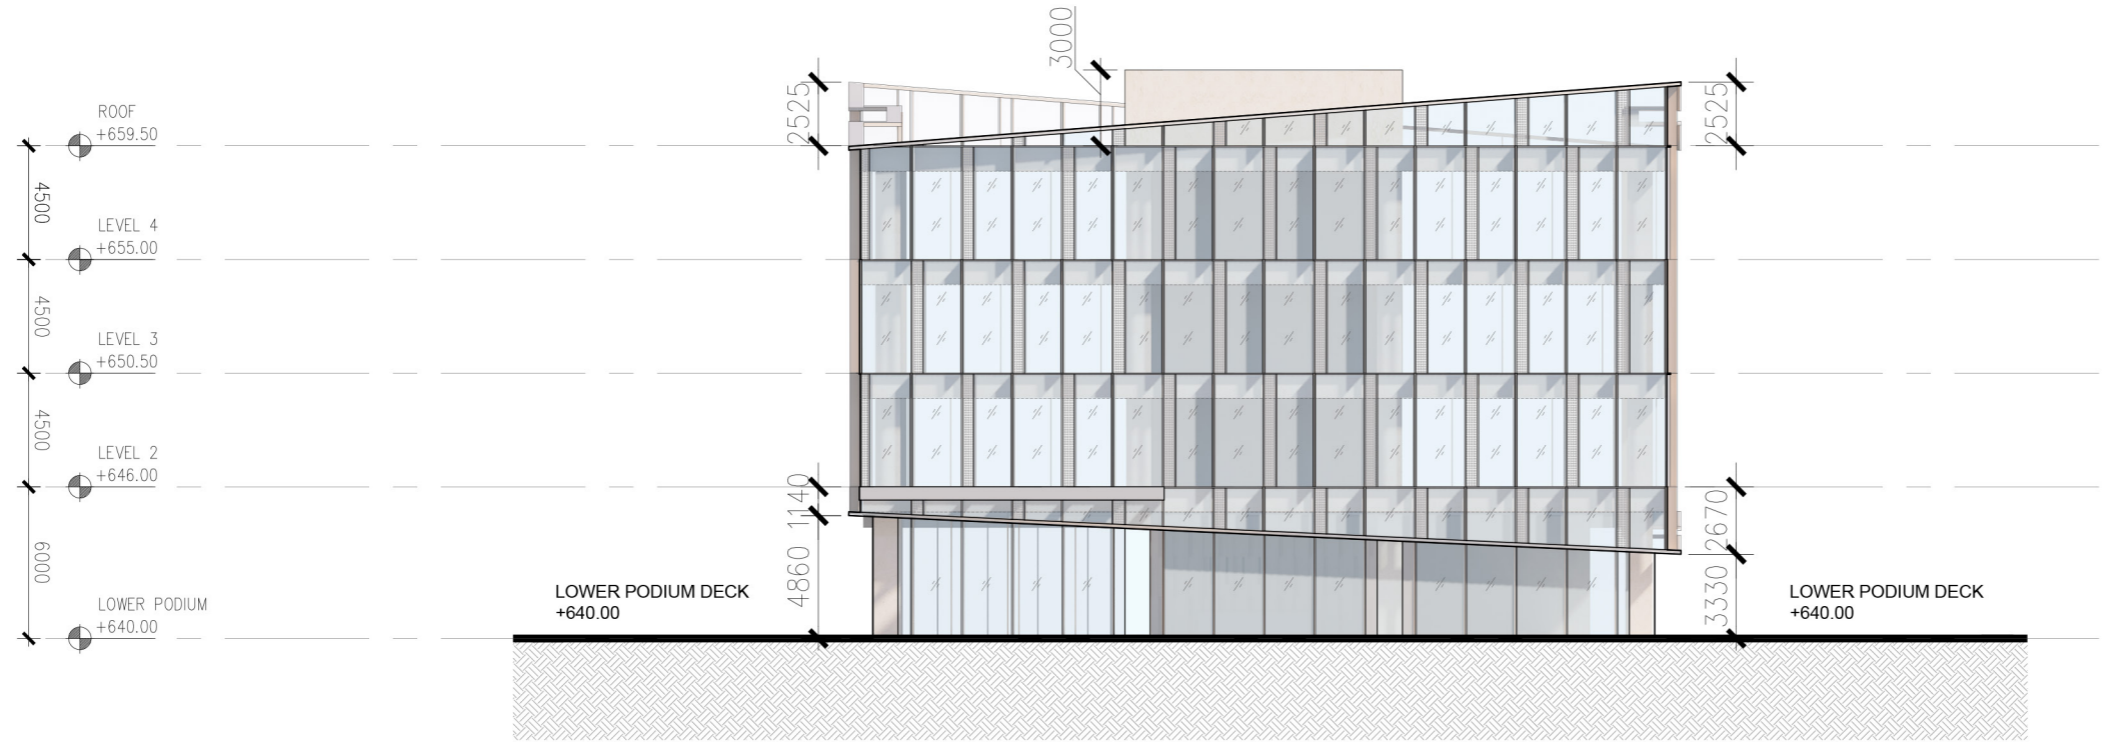 3000
2525
2525
ROOF
+659.50
4500
LEVEL 4
+655.00
4500
LEVEL 3
+650.50
4500
LEVEL 2
+646.00
1140
2670
6000
4860
3330
LOWER PODIUM DECK
+640.00
LOWER PODIUM DECK
+640.00
LOWER PODIUM
+640.00